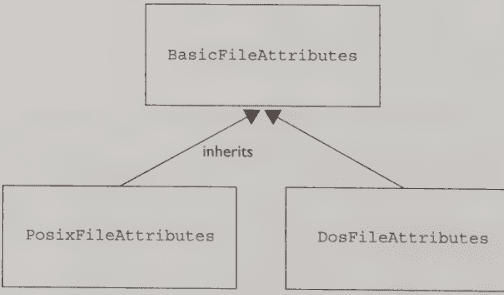 BasicFileAttributes
inherits
PosixFileAttributes
DosFileAttributes